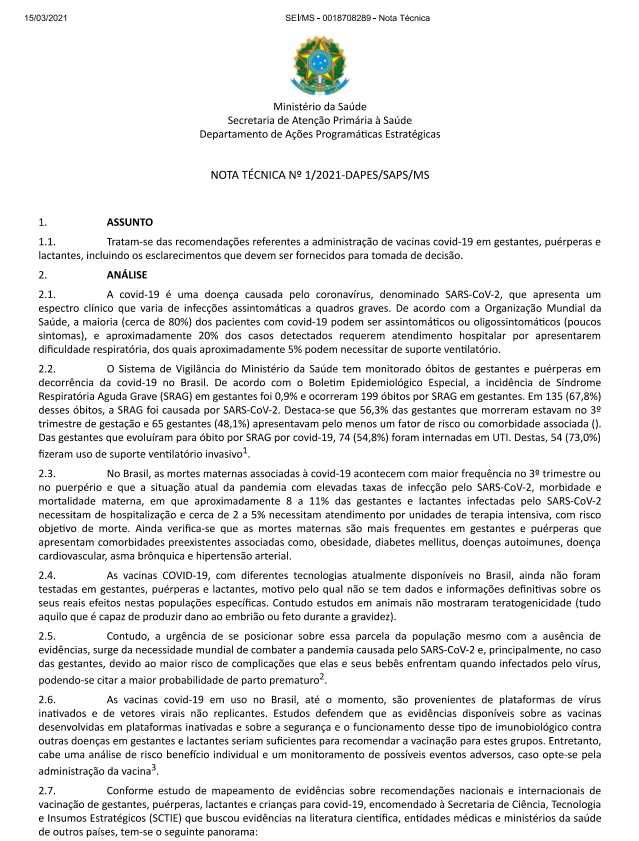 15/03/2021
SEI/MS - 0018708289 - Nota Técnica
Ministério da Saúde
Secretaria de Atenção Primária à Saúde
Departamento de Ações Programáticas Estratégicas
NOTA TÉCNICA Nº 1/2021-DAPES/SAPS/MS
1. ASSUNTO
1.1. Tratam-se das recomendações referentes a administração de vacinas covid-19 em gestantes, puérperas e
lactantes, incluindo os esclarecimentos que devem ser fornecidos para tomada de decisão.
2. ANÁLISE
2.1. A covid-19 é uma doença causada pelo coronavírus, denominado SARS-CoV-2, que apresenta um
espectro clínico que varia de infecções assintomáticas a quadros graves. De acordo com a Organização Mundial da
Saúde, a maioria (cerca de 80%) dos pacientes com covid-19 podem ser assintomáticos ou oligossintomáticos (poucos
sintomas), e aproximadamente 20% dos casos detectados requerem atendimento hospitalar por apresentarem
dificuldade respiratória, dos quais aproximadamente 5% podem necessitar de suporte ventilatório.
2.2. O Sistema de Vigilância do Ministério da Saúde tem monitorado óbitos de gestantes e puérperas em
decorrência da covid-19 no Brasil. De acordo com o Boletim Epidemiológico Especial, a incidência de Síndrome
Respiratória Aguda Grave (SRAG) em gestantes foi 0,9% e ocorreram 199 óbitos por SRAG em gestantes. Em 135 (67,8%)
desses óbitos, a SRAG foi causada por SARS-CoV-2. Destaca-se que 56,3% das gestantes que morreram estavam no 3º
trimestre de gestação e 65 gestantes (48,1%) apresentavam pelo menos um fator de risco ou comorbidade associada ().
Das gestantes que evoluíram para óbito por SRAG por covid-19, 74 (54,8%) foram internadas em UTI. Destas, 54 (73,0%)
fizeram uso de suporte ventilatório invasivo1.
2.3. No Brasil, as mortes maternas associadas à covid-19 acontecem com maior frequência no 3º trimestre ou
no puerpério e que a situação atual da pandemia com elevadas taxas de infecção pelo SARS-CoV-2, morbidade e
mortalidade materna, em que aproximadamente 8 a 11% das gestantes e lactantes infectadas pelo SARS-CoV-2
necessitam de hospitalização e cerca de 2 a 5% necessitam atendimento por unidades de terapia intensiva, com risco
objetivo de morte. Ainda verifica-se que as mortes maternas são mais frequentes em gestantes e puérperas que
apresentam comorbidades preexistentes associadas como, obesidade, diabetes mellitus, doenças autoimunes, doença
cardiovascular, asma brônquica e hipertensão arterial.
2.4. As vacinas COVID-19, com diferentes tecnologias atualmente disponíveis no Brasil, ainda não foram
testadas em gestantes, puérperas e lactantes, motivo pelo qual não se tem dados e informações definitivas sobre os
seus reais efeitos nestas populações específicas. Contudo estudos em animais não mostraram teratogenicidade (tudo
aquilo que é capaz de produzir dano ao embrião ou feto durante a gravidez).
2.5. Contudo, a urgência de se posicionar sobre essa parcela da população mesmo com a ausência de
evidências, surge da necessidade mundial de combater a pandemia causada pelo SARS-CoV-2 e, principalmente, no caso
das gestantes, devido ao maior risco de complicações que elas e seus bebês enfrentam quando infectados pelo vírus,
podendo-se citar a maior probabilidade de parto prematuro2.
2.6. As vacinas covid-19 em uso no Brasil, até o momento, são provenientes de plataformas de vírus
inativados e de vetores virais não replicantes. Estudos defendem que as evidências disponíveis sobre as vacinas
desenvolvidas em plataformas inativadas e sobre a segurança e o funcionamento desse tipo de imunobiológico contra
outras doenças em gestantes e lactantes seriam suficientes para recomendar a vacinação para estes grupos. Entretanto,
cabe uma análise de risco benefício individual e um monitoramento de possíveis eventos adversos, caso opte-se pela
administração da vacina3.
2.7. Conforme estudo de mapeamento de evidências sobre recomendações nacionais e internacionais de
vacinação de gestantes, puérperas, lactantes e crianças para covid-19, encomendado à Secretaria de Ciência, Tecnologia
e Insumos Estratégicos (SCTIE) que buscou evidências na literatura científica, entidades médicas e ministérios da saúde
de outros países, tem-se o seguinte panorama: